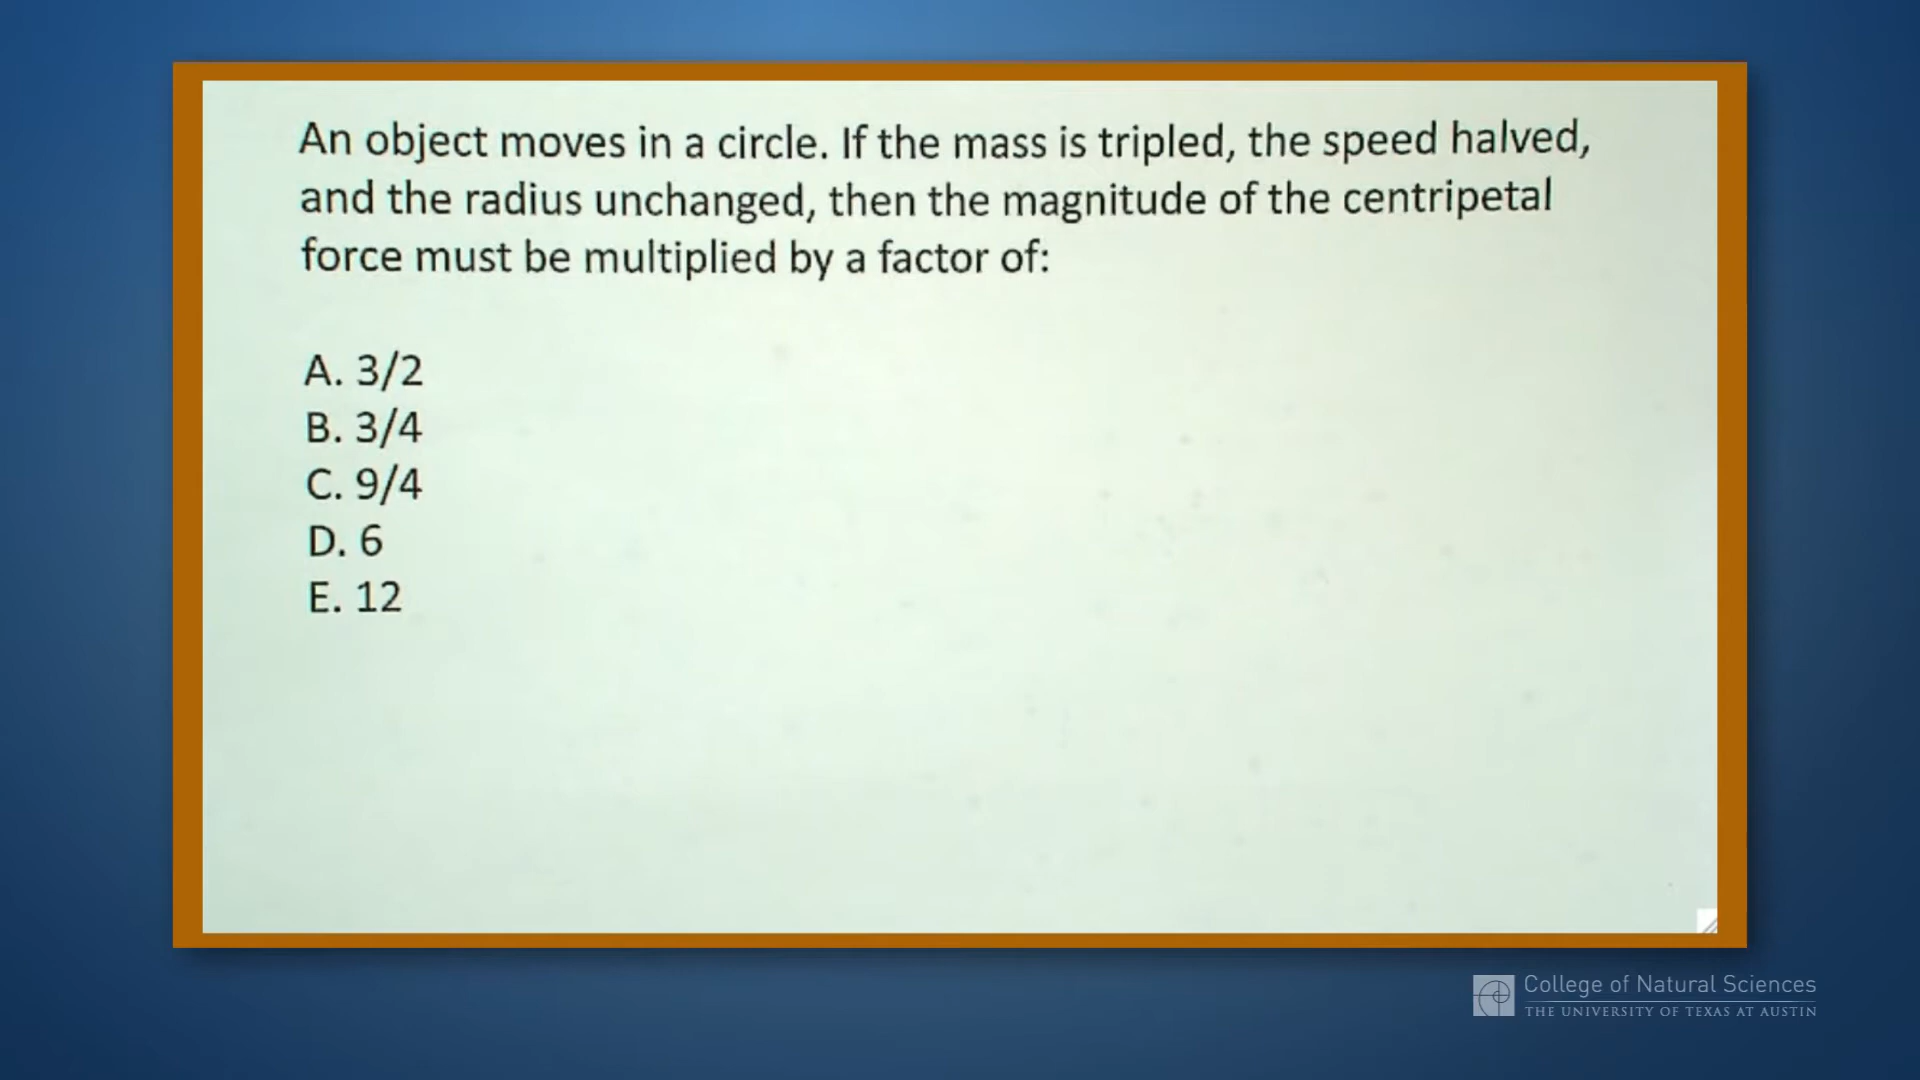 An object moves in a circle. If the mass is tripled, the speed halved,
and the radius unchanged, then the magnitude of the centripetal
force must be multiplied by a factor of:
A. 3/2
B. 3/4
C. 9/4
D. 6
E. 12
College of Natural Sciences
THE UNIVERSITY OF TEXAS AT AUSTIN